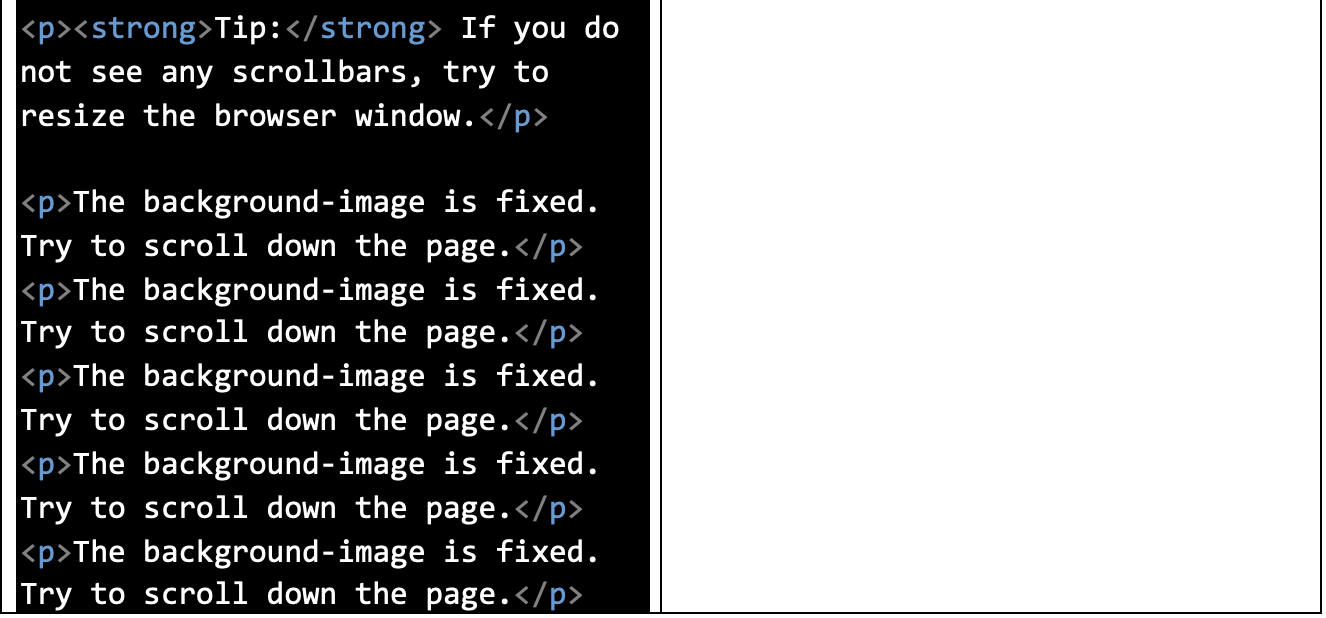 <p><strong>Tip:</strong> If you do
not see any scrollbars, try to
resize the browser window.</p>
<p>The background-image is fixed.
Try to scroll down the page.</p>
<p>The background-image is fixed.
Try to scroll down the page.</p>
<p>The background-image is fixed.
Try to scroll down the page.</p>
<p>The background-image is fixed.
Try to scroll down the page.</p>
<p>The background-image is fixed.
Try to scroll down the page.</p>